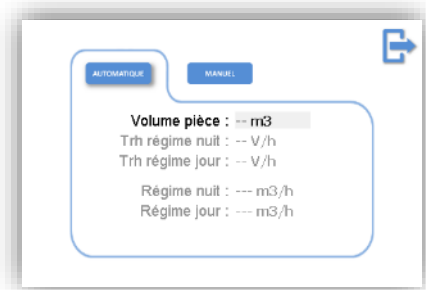 AUTOMATIQUE MANUEL
Volume pièce : -- m3
Trh régime nuit : -- V/h
Trh régime jour : -- V/h
Régime nuit : --- m3/h
Régime jour : --- m3/h